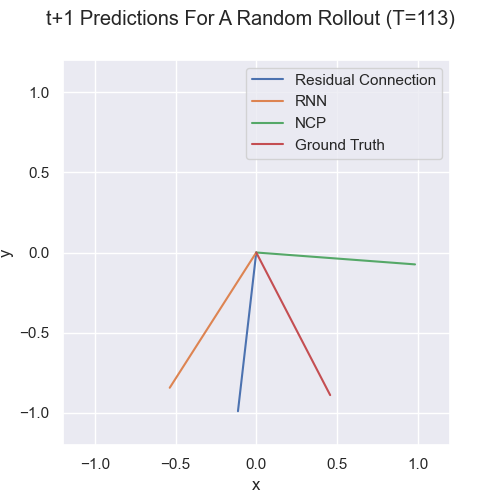 t+1 Predictions For A Random Rollout (T=113)
Residual Connection
RNN
NCP
Ground Truth
1.0
0.5
0.0
−0.5
−1.0
y
−1.0 −0.5 0.0 0.5 1.0
x